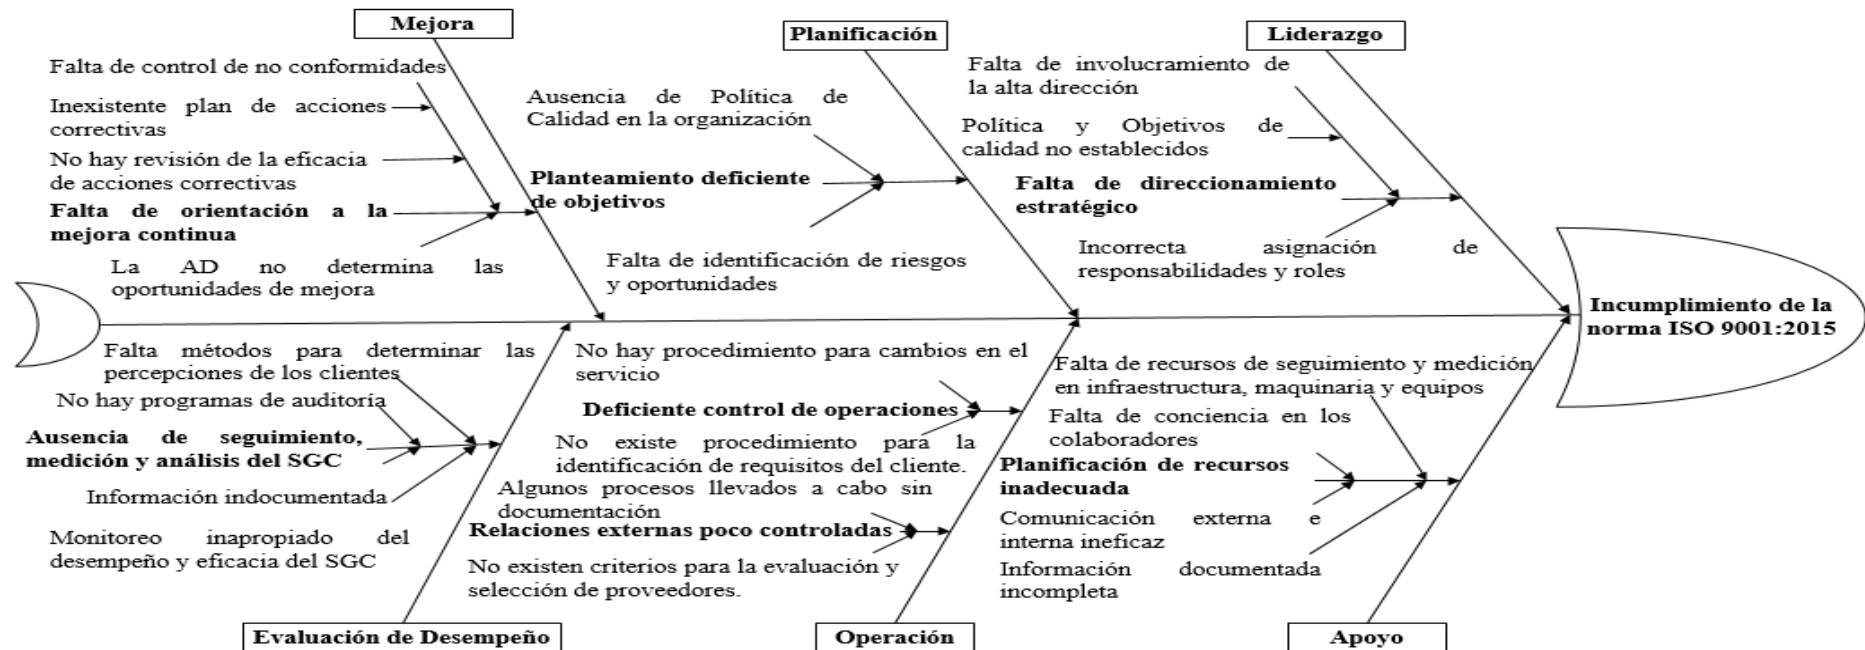 Mejora
Planificación
Liderazgo
Falta de control de no conformidades
Inexistente plan de acciones
correctivas
No hay revisión de la eficacia
de acciones correctivas
Falta de orientación a la
mejora continua
La AD no determina las
oportunidades de mejora
Ausencia de Política de
Calidad en la organización
Planteamiento deficiente
de objetivos
Falta de identificación de riesgos
y oportunidades
Falta de involucramiento de
la alta dirección
Política y Objetivos de
calidad no establecidos
Falta de direccionamiento
estratégico
Incorrecta asignación de
responsabilidades y roles
Incumplimiento de la
norma ISO 9001:2015
Falta métodos para determinar las
percepciones de los clientes
No hay programas de auditoría
Ausencia de seguimiento,
medición y análisis del SGC
Información indocumentada
Monitoreo inapropiado del
desempeño y eficacia del SGC
No hay procedimiento para cambios en el
servicio
Deficiente control de operaciones
No existe procedimiento para la
identificación de requisitos del cliente.
Algunos procesos llevados a cabo sin
documentación
Relaciones externas poco controladas
No existen criterios para la evaluación y
selección de proveedores.
Falta de recursos de seguimiento y medición
en infraestructura, maquinaria y equipos
Falta de conciencia en los
colaboradores
Planificación de recursos
inadecuada
Comunicación externa e
interna ineficaz
Información documentada
incompleta
Evaluación de Desempeño
Operación
Apoyo